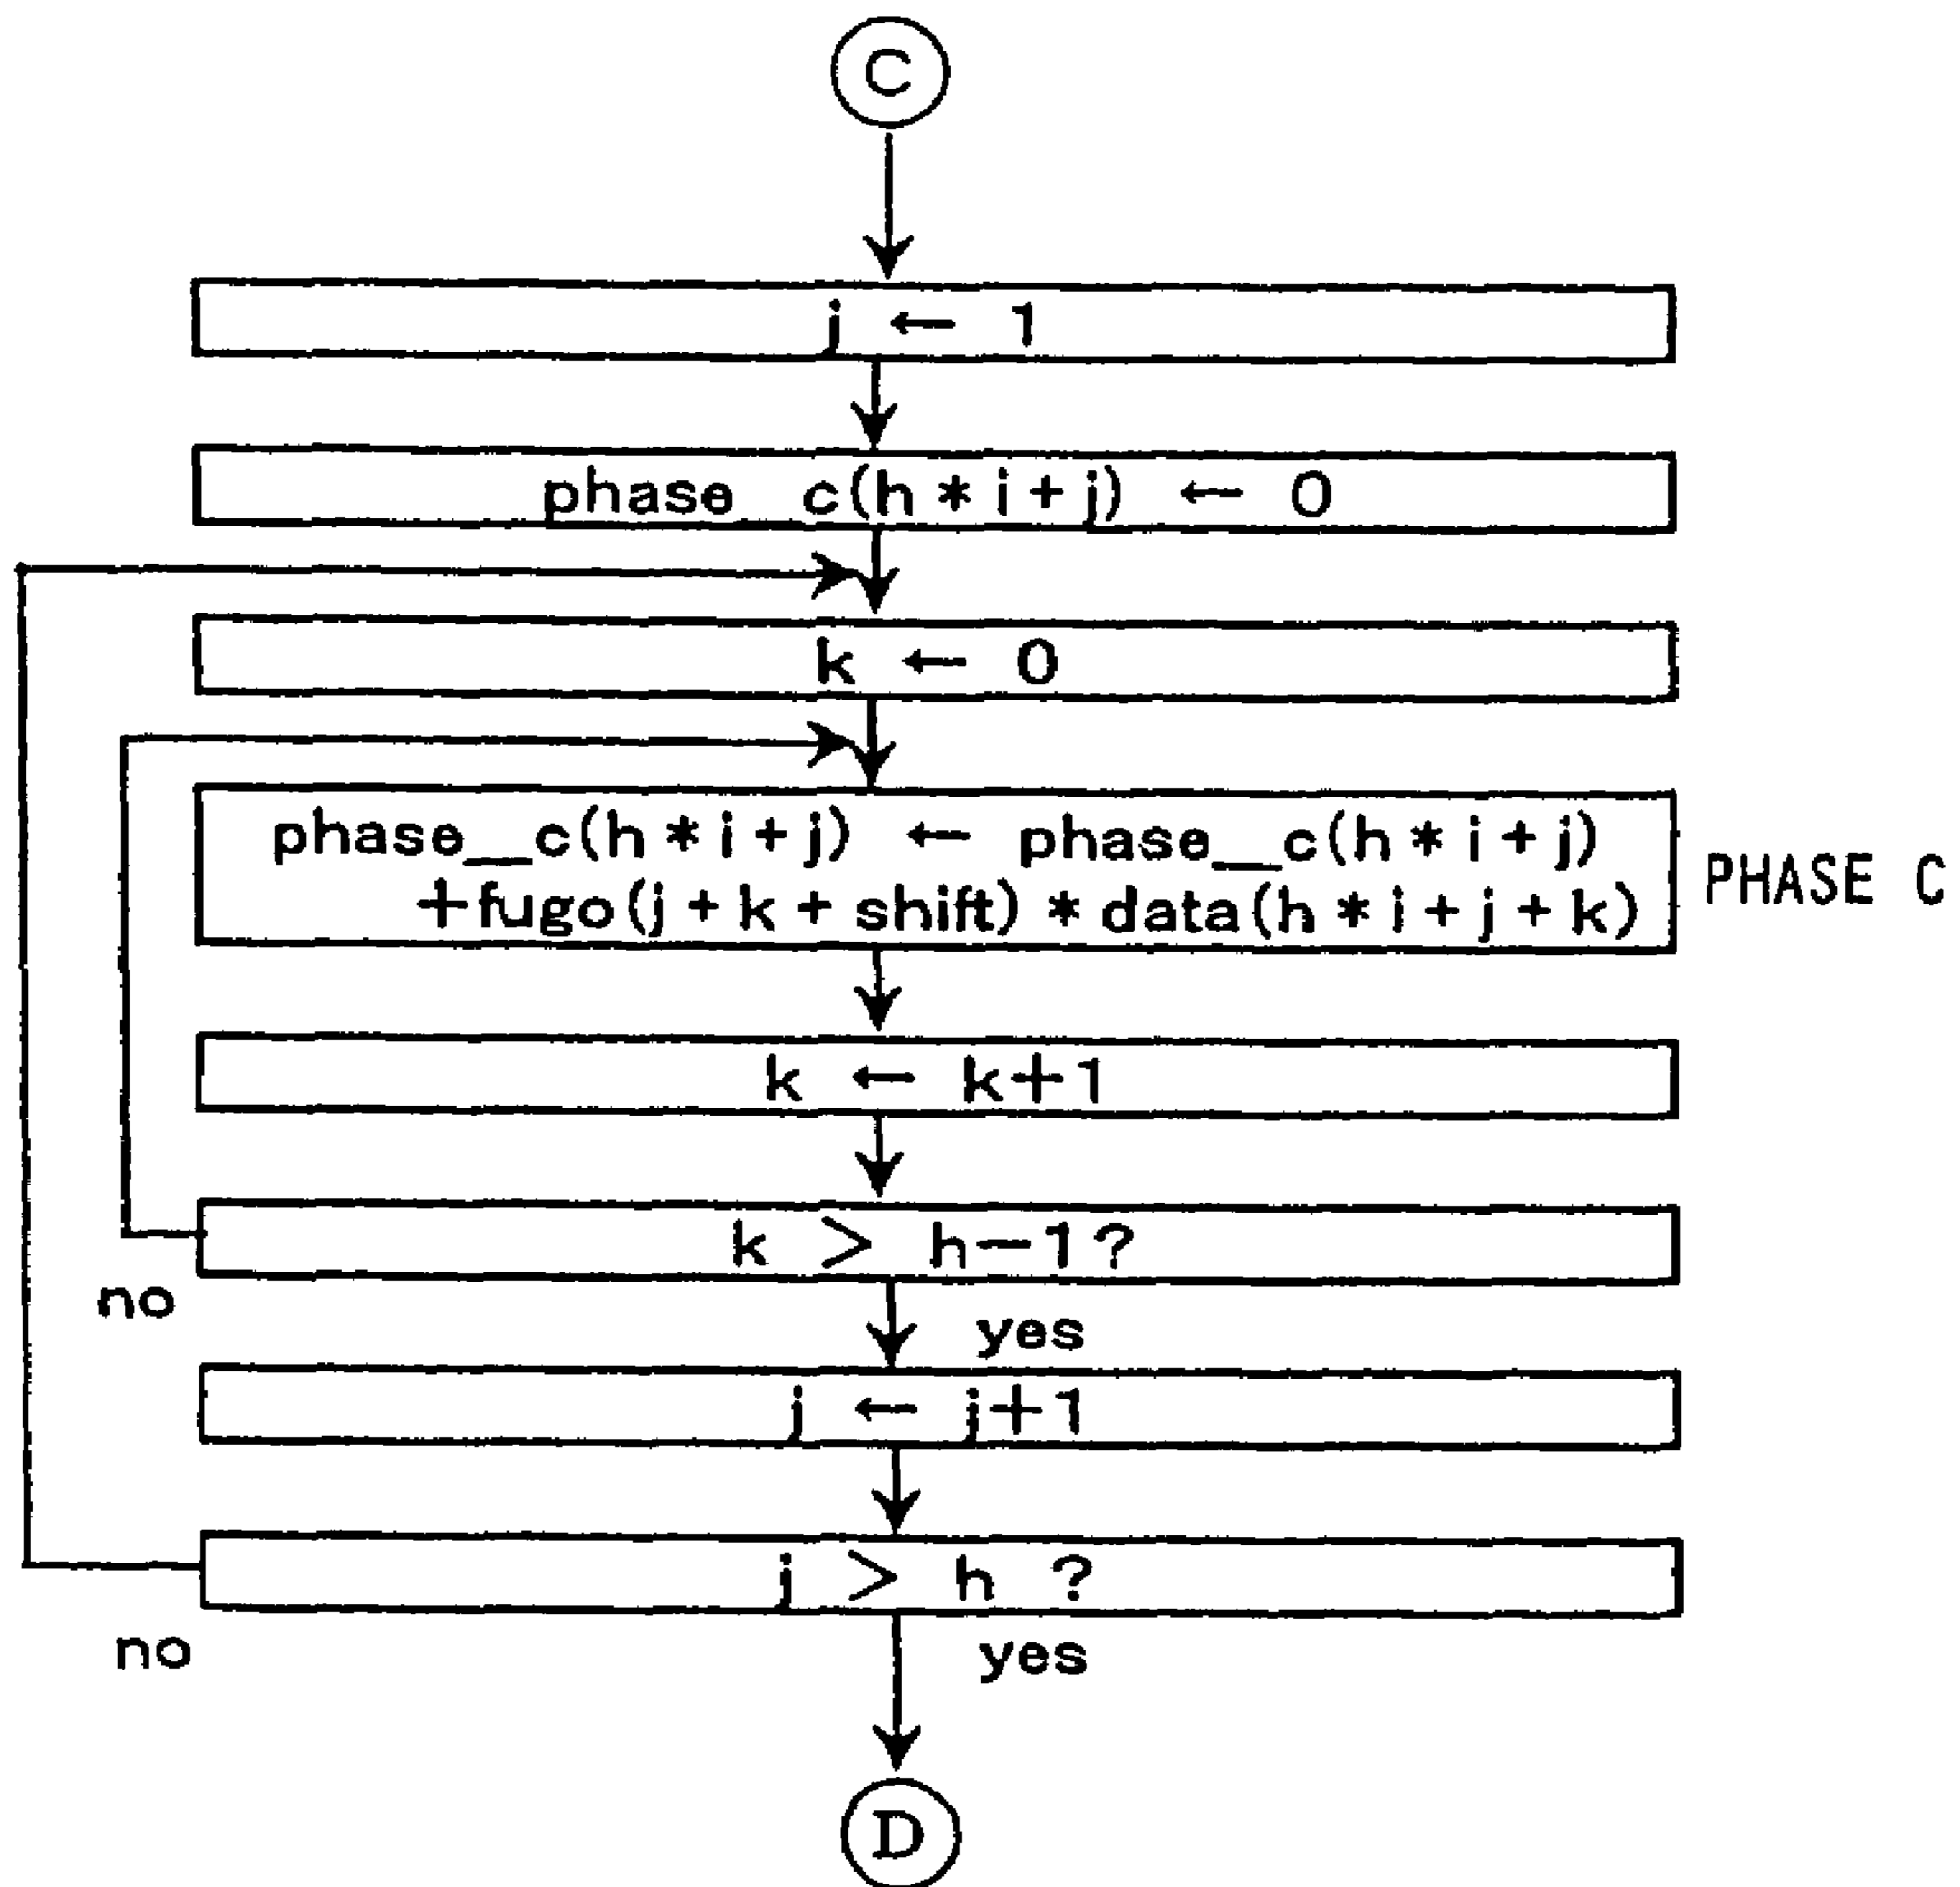 C
j ← 1
phase_c(h*i+j) ← 0
k ← 0
phase_c(h*i+j) ← phase_c(h*i+j)
+fugo(j+k+shift)*data(h*i+j+k)
PHASE C
k ← k+1
k > h-1?
no
yes
j ← j+1
j > h ?
no
yes
D